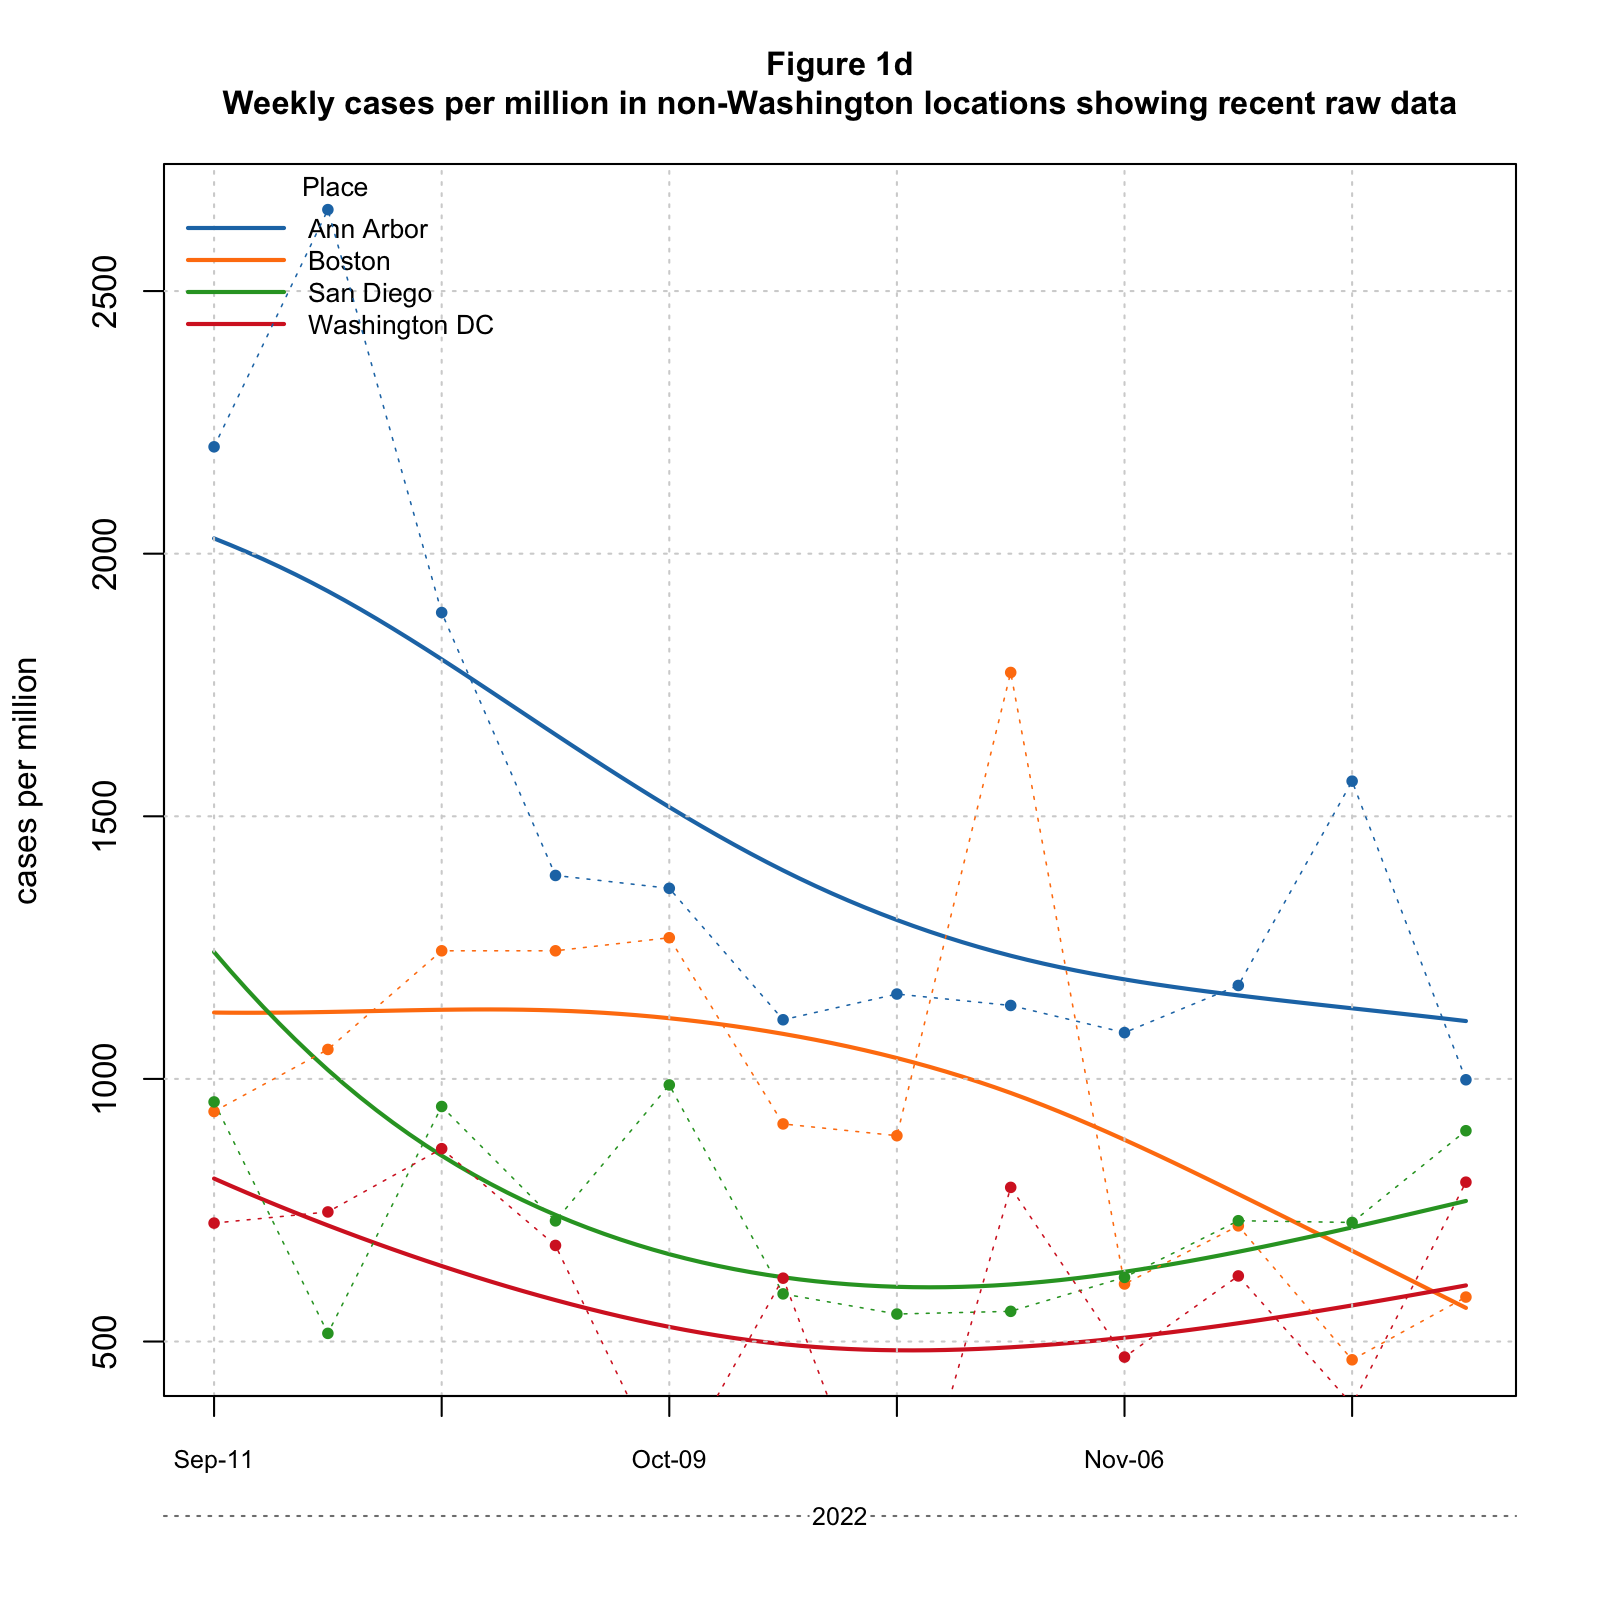 Figure 1d
Weekly cases per million in non-Washington locations showing recent raw data
Place
Ann Arbor
Boston
San Diego
Washington DC
cases per million
2500
2000
1500
1000
500
Sep-11
Oct-09
Nov-06
2022